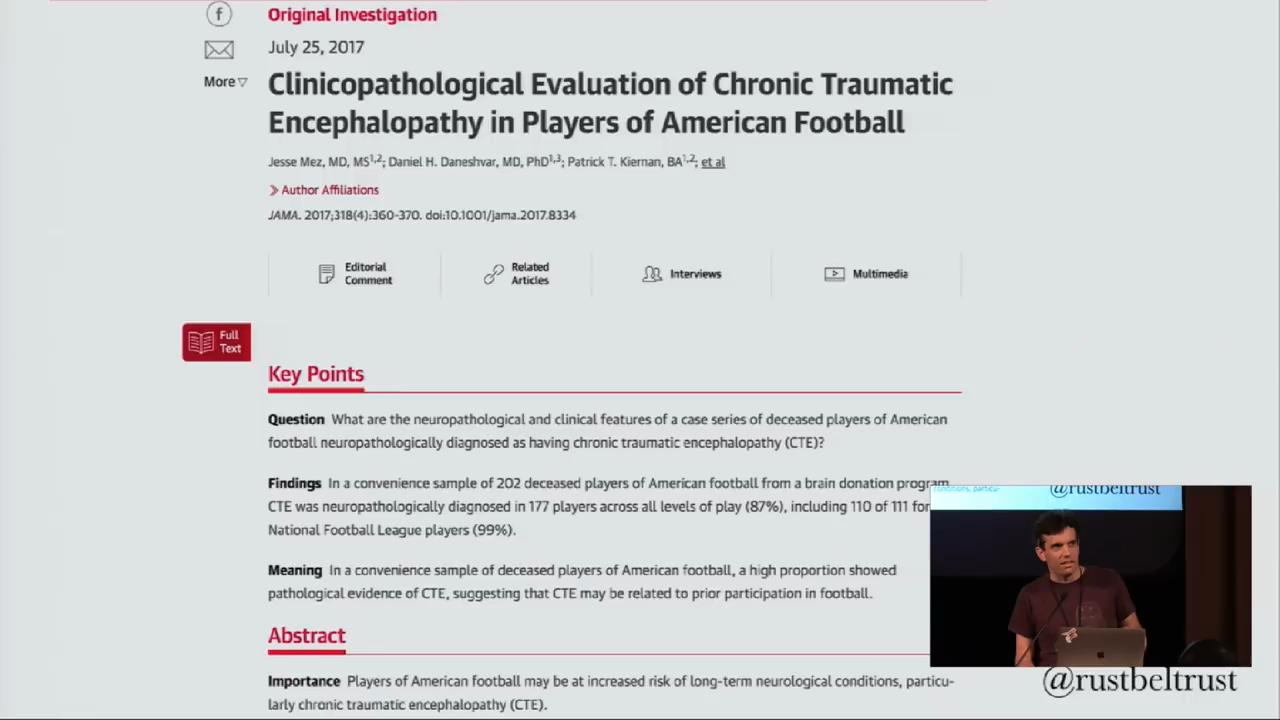 Original Investigation
July 25, 2017
More
Clinicopathological Evaluation of Chronic Traumatic
Encephalopathy in Players of American Football
Jesse Mez, MD, MS1,2; Daniel H. Daneshvar, MD, PhD1,3; Patrick T. Kiernan, BA1,2; et al
Author Affiliations
JAMA. 2017;318(4):360-370. doi:10.1001/jama.2017.8334
Editorial
Comment
Related
Articles
Interviews
Multimedia
Full
Text
Key Points
Question What are the neuropathological and clinical features of a case series of deceased players of American
football neuropathologically diagnosed as having chronic traumatic encephalopathy (CTE)?
Findings In a convenience sample of 202 deceased players of American football from a brain donation program,
CTE was neuropathologically diagnosed in 177 players across all levels of play (87%), including 110 of 111
National Football League players (99%).
Meaning In a convenience sample of deceased players of American football, a high proportion showed
pathological evidence of CTE, suggesting that CTE may be related to prior participation in football.
Abstract
Importance Players of American football may be at increased risk of long-term neurological conditions, particu-
larly chronic traumatic encephalopathy (CTE).
conditions, particu-
@rustbeltrust
@rustbeltrust